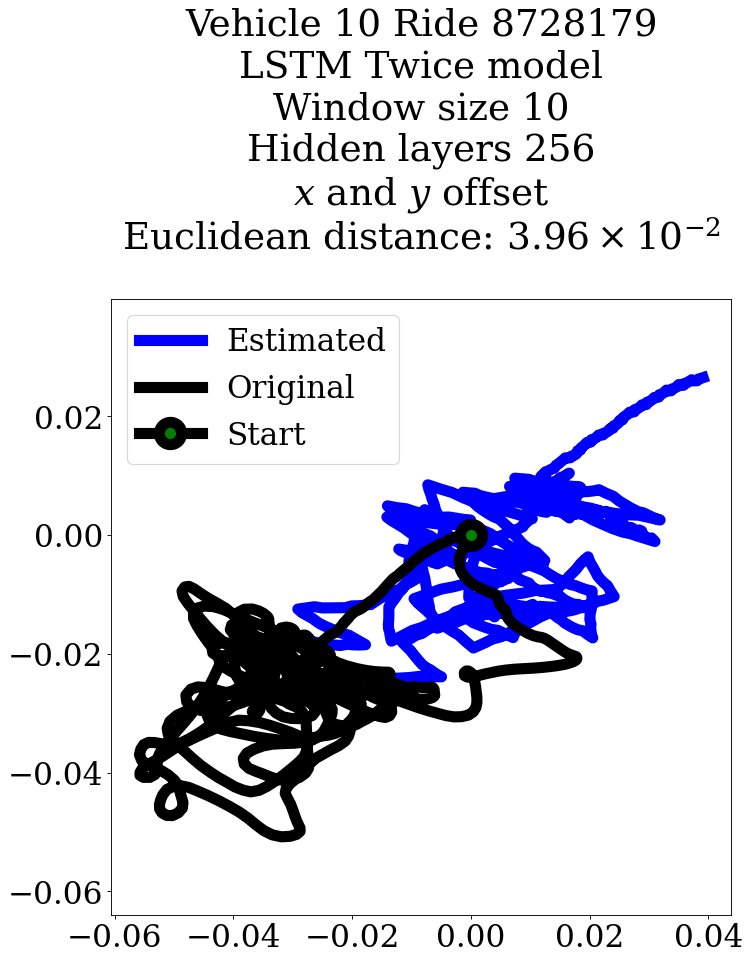 Vehicle 10 Ride 8728179
LSTM Twice model
Window size 10
Hidden layers 256
x and y offset
Euclidean distance: 3.96 × 10⁻²
Estimated
Original
Start
0.02
0.00
−0.02
−0.04
−0.06
−0.06 −0.04 −0.02 0.00 0.02 0.04